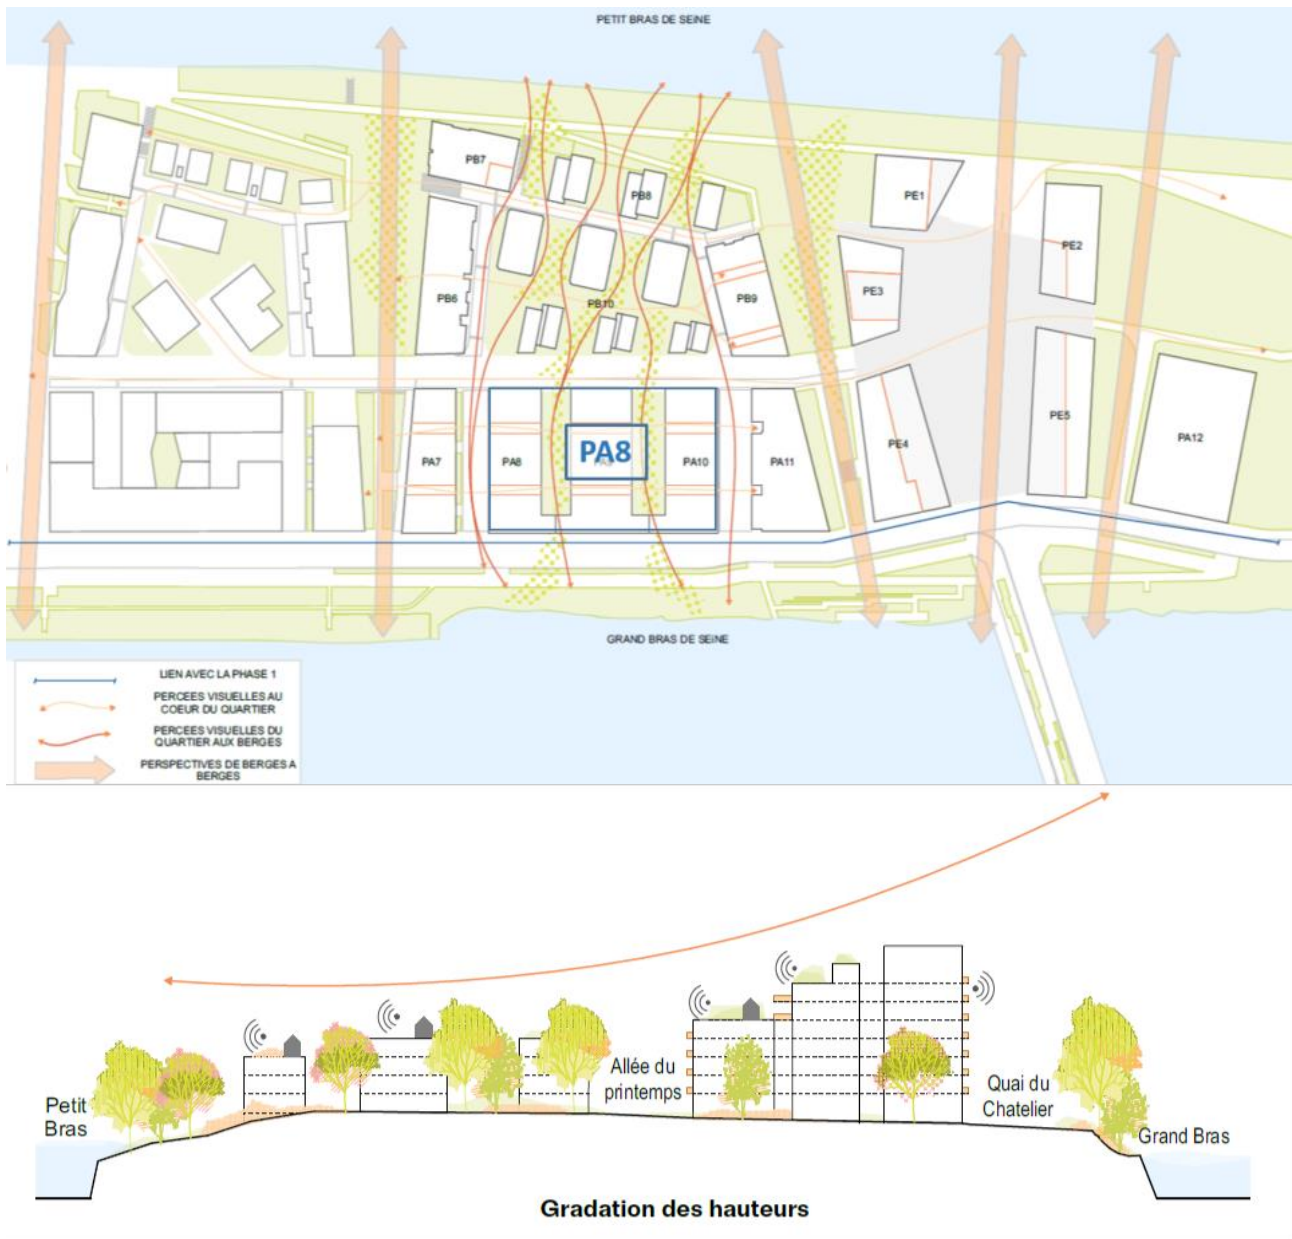 PETIT BRAS DE SEINE
PB7
PB8
PE1
PE2
PE3
PB6
PB10
PB9
PE4
PE5
PA12
PA7
PA8
PA8
PA10
PA11
GRAND BRAS DE SEINE
LIEN AVEC LA PHASE 1
PERCEES VISUELLES AU
COEUR DU QUARTIER
PERCEES VISUELLES DU
QUARTIER AUX BERGES
PERSPECTIVES DE BERGES A
BERGES
Petit
Bras
Allée du
printemps
Quai du
Chatelier
Grand Bras
Gradation des hauteurs